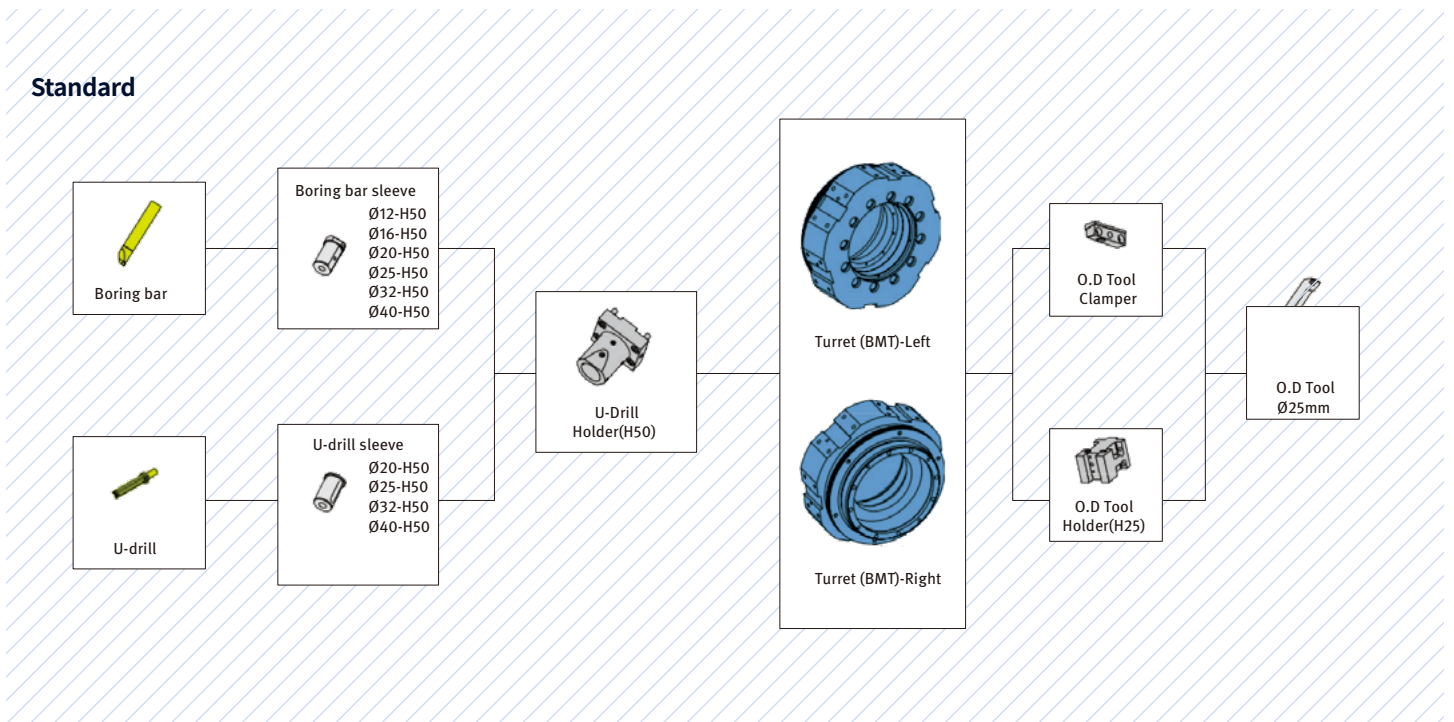 Standard
Boring bar
Boring bar sleeve
Ø12-H50
Ø16-H50
Ø20-H50
Ø25-H50
Ø32-H50
Ø40-H50
U-drill
U-drill sleeve
Ø20-H50
Ø25-H50
Ø32-H50
Ø40-H50
U-Drill
Holder(H50)
Turret (BMT)-Left
Turret (BMT)-Right
O.D Tool
Clamper
O.D Tool
Holder(H25)
O.D Tool
Ø25mm